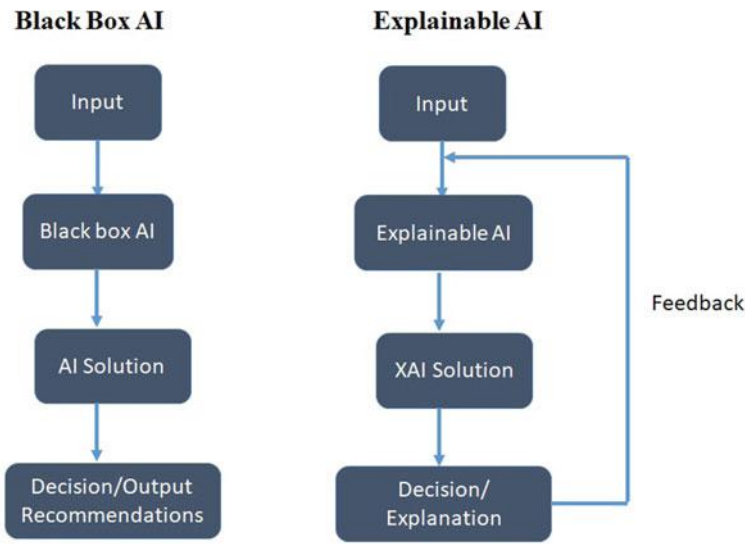 Black Box AI
Input
Black box AI
AI Solution
Decision/Output
Recommendations
Explainable AI
Input
Explainable AI
XAI Solution
Decision/
Explanation
Feedback